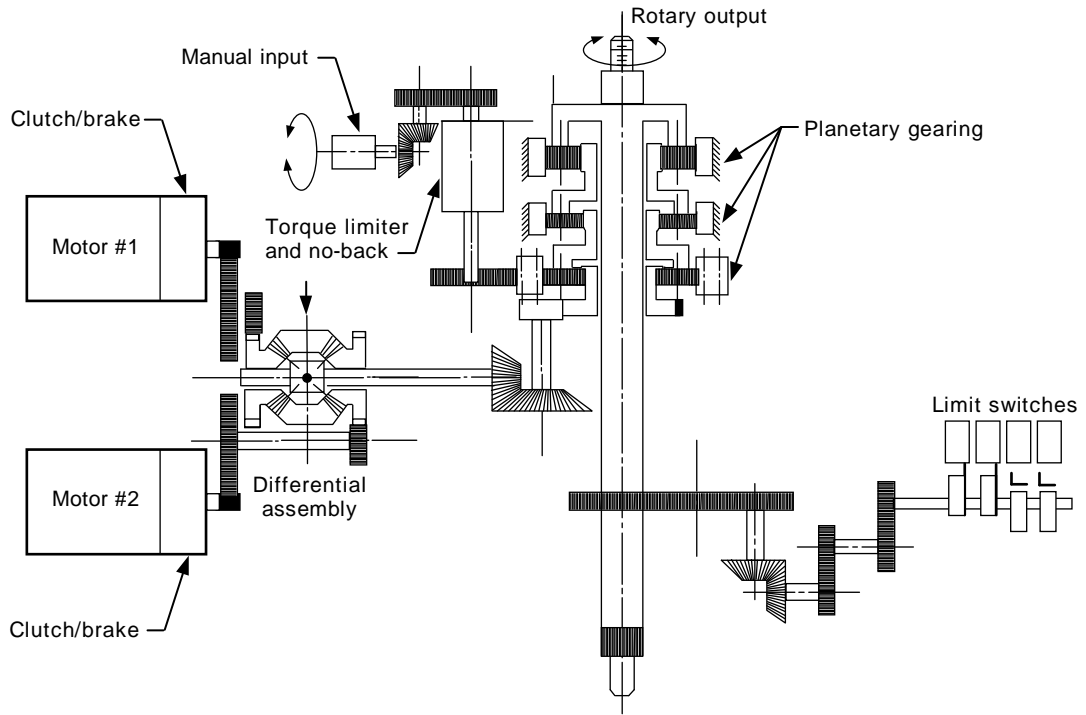 Rotary output
Manual input
Clutch/brake
Planetary gearing
Torque limiter
and no-back
Motor #1
Limit switches
Differential
assembly
Motor #2
Clutch/brake